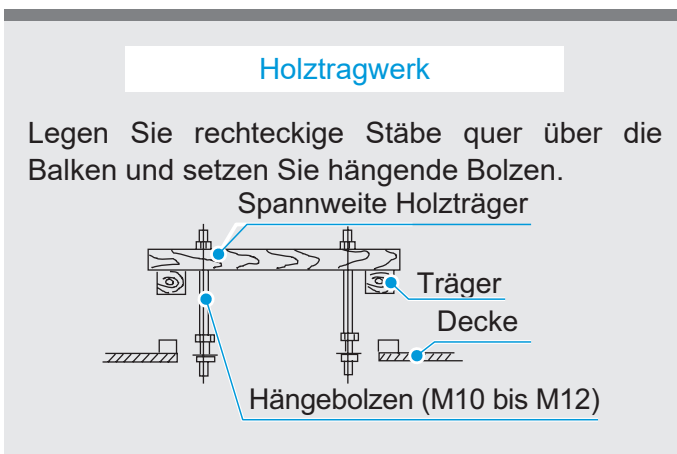 Holztragwerk
Legen Sie rechteckige Stäbe quer über die
Balken und setzen Sie hängende Bolzen.
Spannweite Holzträger
Träger
Decke
Hängebolzen (M10 bis M12)